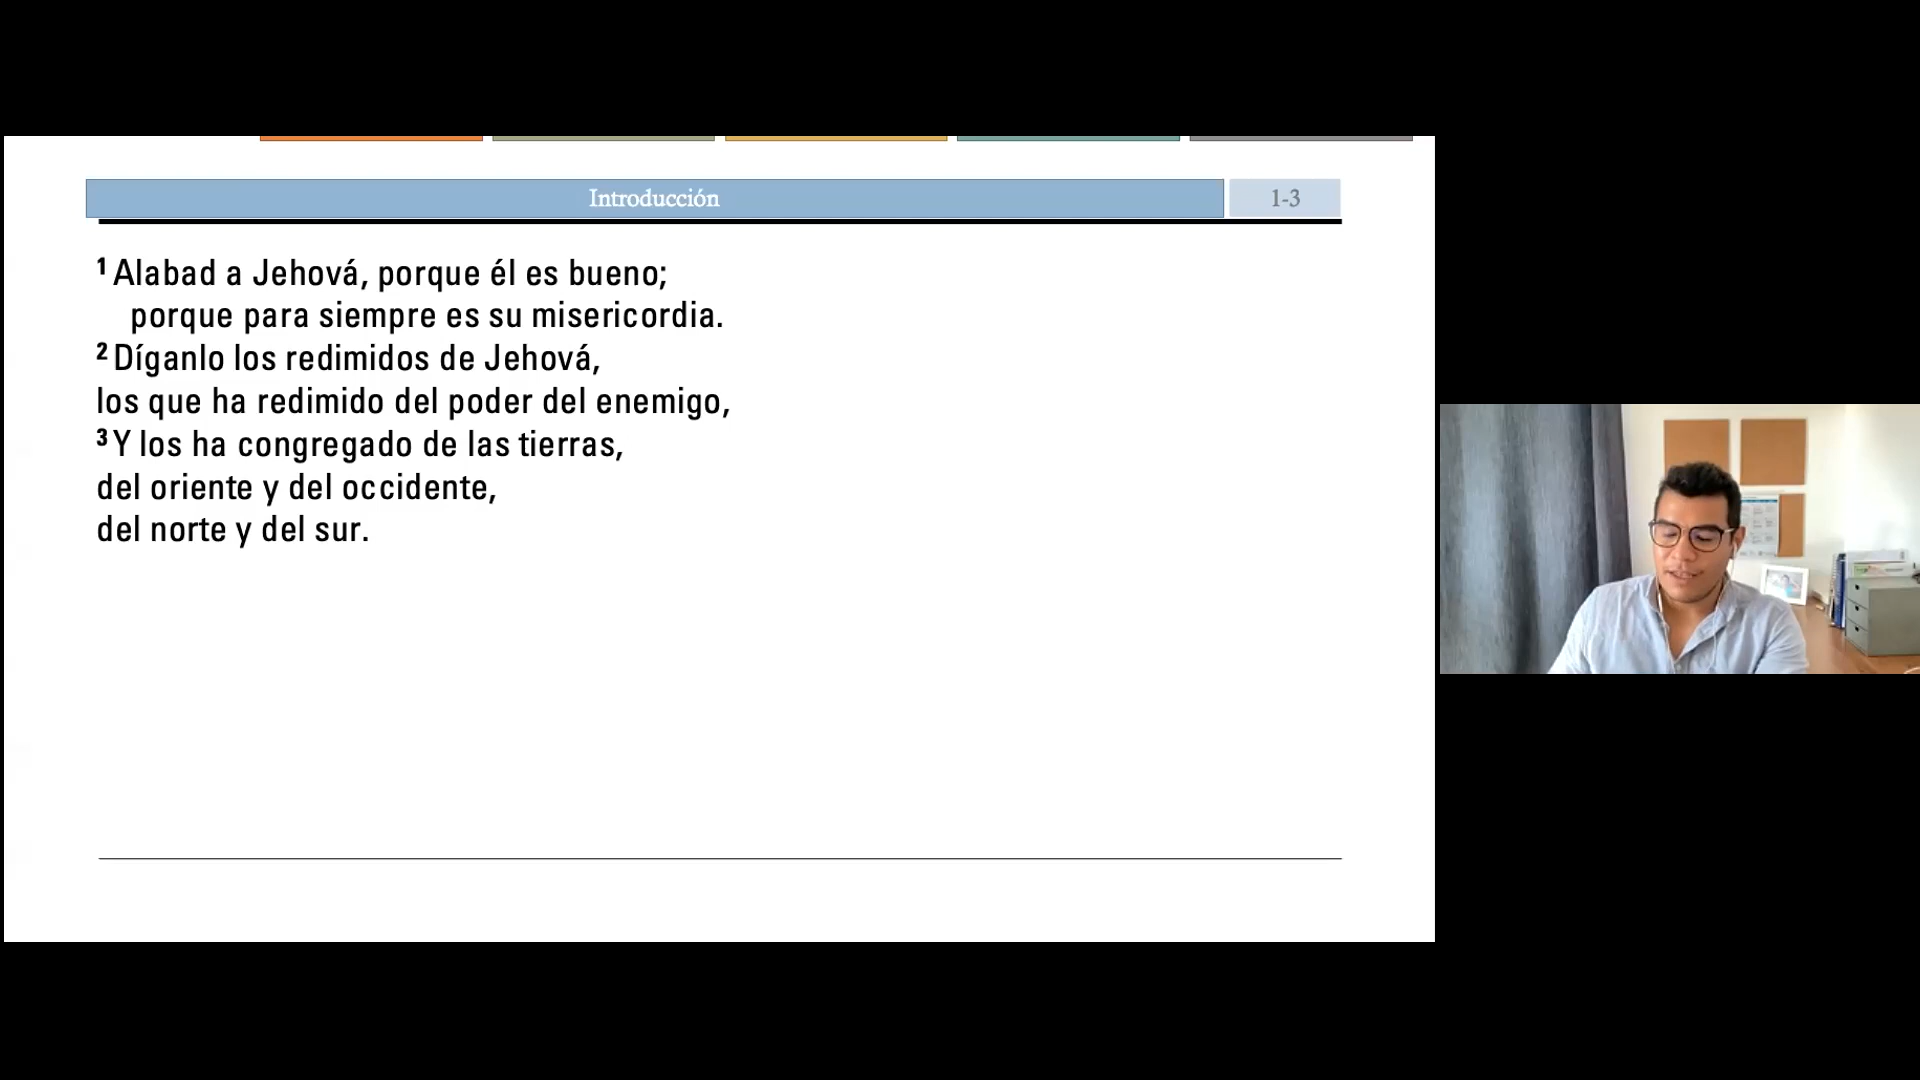 Introducción
1-3
1 Alabad a Jehová, porque él es bueno;
porque para siempre es su misericordia.
2 Díganlo los redimidos de Jehová,
los que ha redimido del poder del enemigo,
3 Y los ha congregado de las tierras,
del oriente y del occidente,
del norte y del sur.